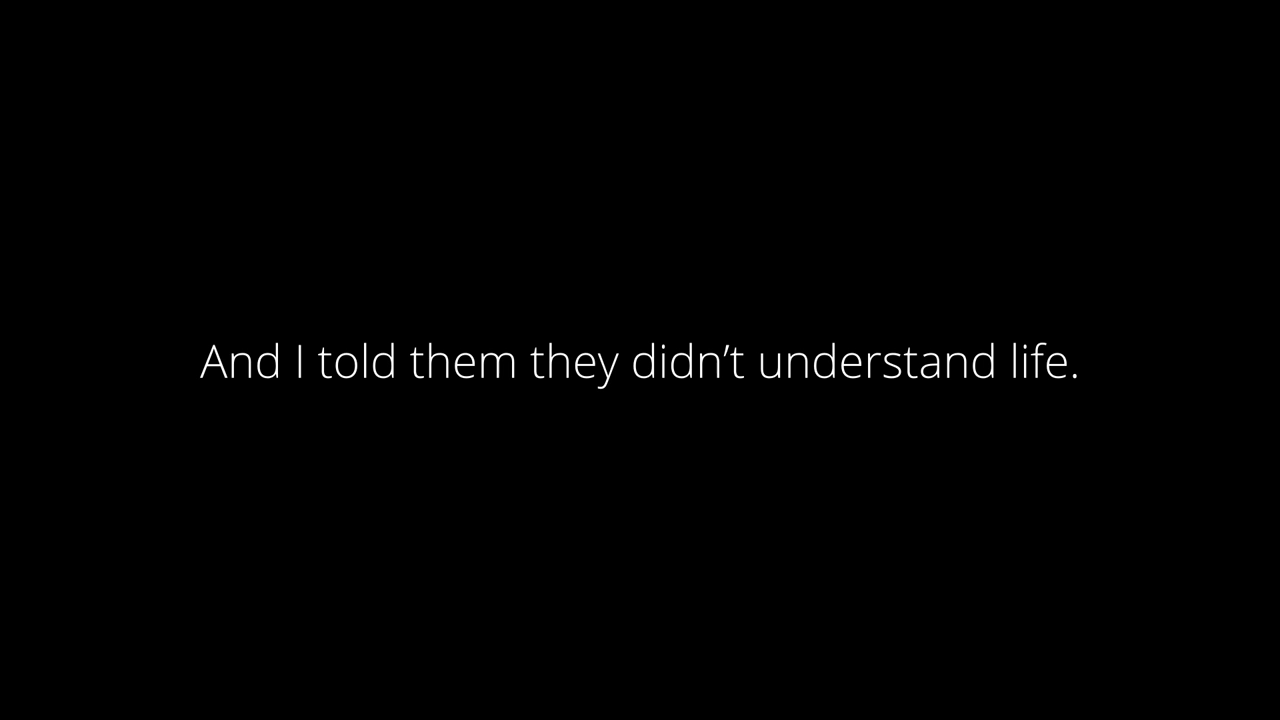 And I told them they didn’t understand life.